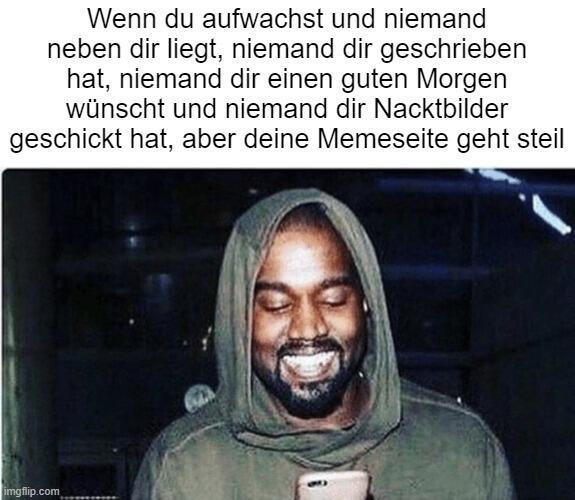 Wenn du aufwachst und niemand
neben dir liegt, niemand dir geschrieben
hat, niemand dir einen guten Morgen
wünscht und niemand dir Nacktbilder
geschickt hat, aber deine Memeseite geht steil
imgflip.com